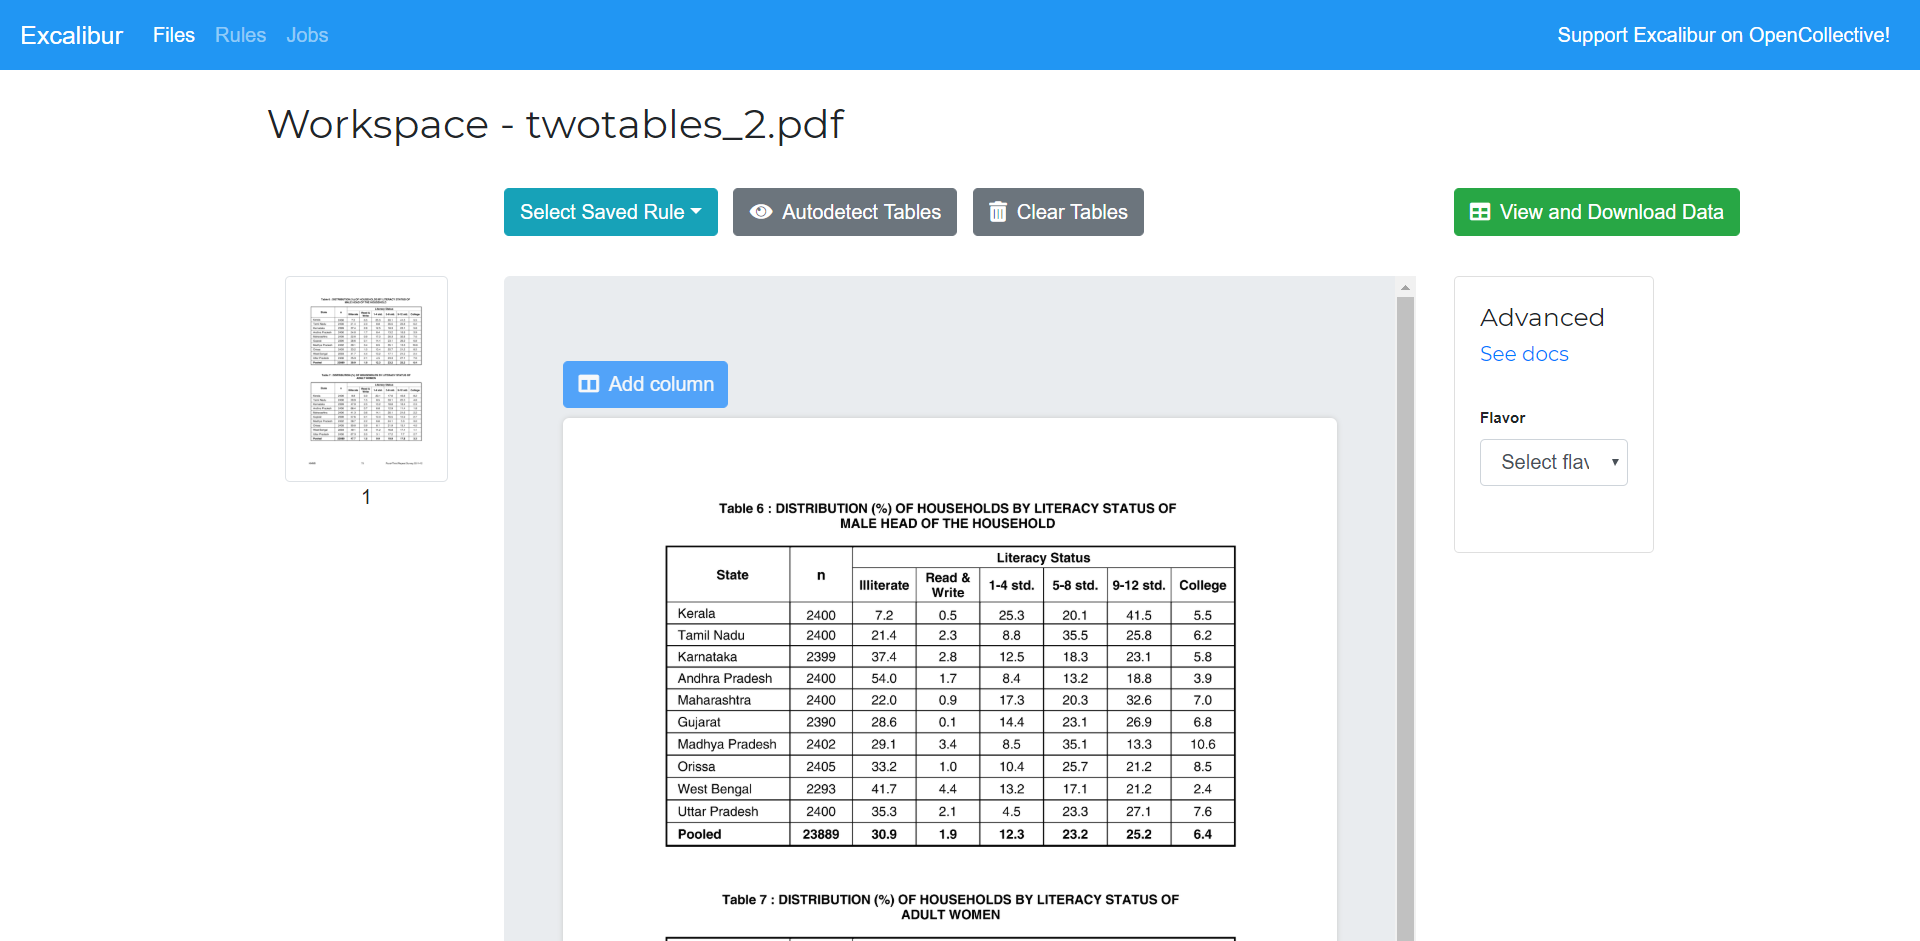 Excalibur Files Rules Jobs Support Excalibur on OpenCollective!
Workspace - twotables_2.pdf
Select Saved Rule Autodetect Tables Clear Tables View and Download Data
1
Add column
Advanced
See docs
Flavor
Select flav
Table 6 : DISTRIBUTION (%) OF HOUSEHOLDS BY LITERACY STATUS OF
MALE HEAD OF THE HOUSEHOLD
State n Literacy Status
Illiterate Read & Write 1-4 std. 5-8 std. 9-12 std. College
Kerala 2400 7.2 0.5 25.3 20.1 41.5 5.5
Tamil Nadu 2400 21.4 2.3 8.8 35.5 25.8 6.2
Karnataka 2399 37.4 2.8 12.5 18.3 23.1 5.8
Andhra Pradesh 2400 54.0 1.7 8.4 13.2 18.8 3.9
Maharashtra 2400 22.0 0.9 17.3 20.3 32.6 7.0
Gujarat 2390 28.6 0.1 14.4 23.1 26.9 6.8
Madhya Pradesh 2402 29.1 3.4 8.5 35.1 13.3 10.6
Orissa 2405 33.2 1.0 10.4 25.7 21.2 8.5
West Bengal 2293 41.7 4.4 13.2 17.1 21.2 2.4
Uttar Pradesh 2400 35.3 2.1 4.5 23.3 27.1 7.6
Pooled 23889 30.9 1.9 12.3 23.2 25.2 6.4
Table 7 : DISTRIBUTION (%) OF HOUSEHOLDS BY LITERACY STATUS OF
ADULT WOMEN